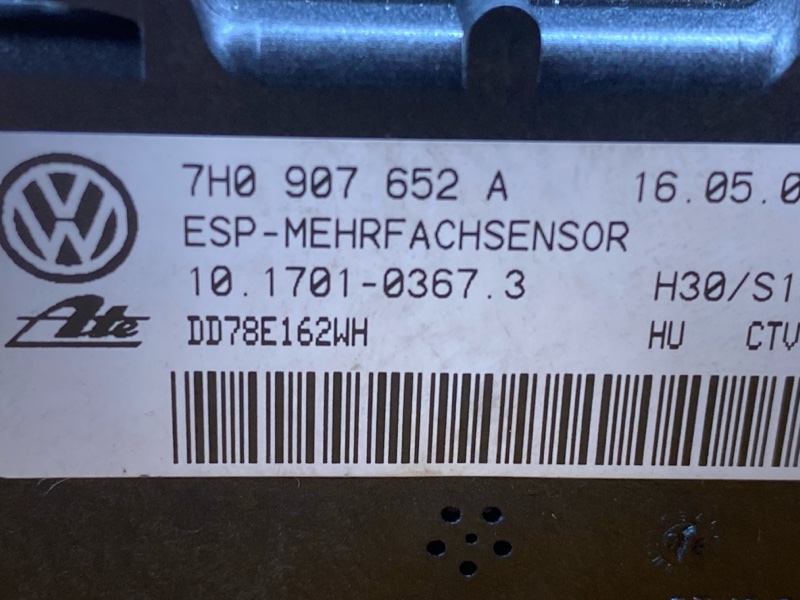 7H0 907 652 A 16.05.0
ESP-MEHRFACHSENSOR
10.1701-0367.3 H30/S1
Ate DD78E162WH HU CTV